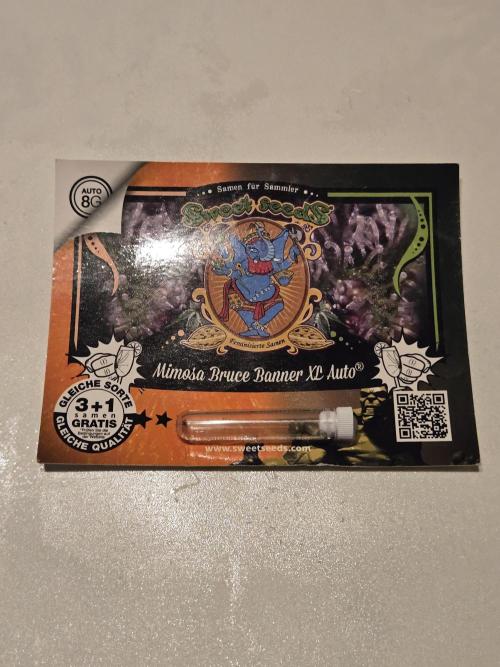 AUTO
8G
Samen für Sammler
Sweet Seeds
Feminisierte Samen
Mimosa Bruce Banner XL Auto®
GLEICHE SORTE
3+1
samen
GRATIS
GLEICHE QUALITÄT
www.sweetseeds.com